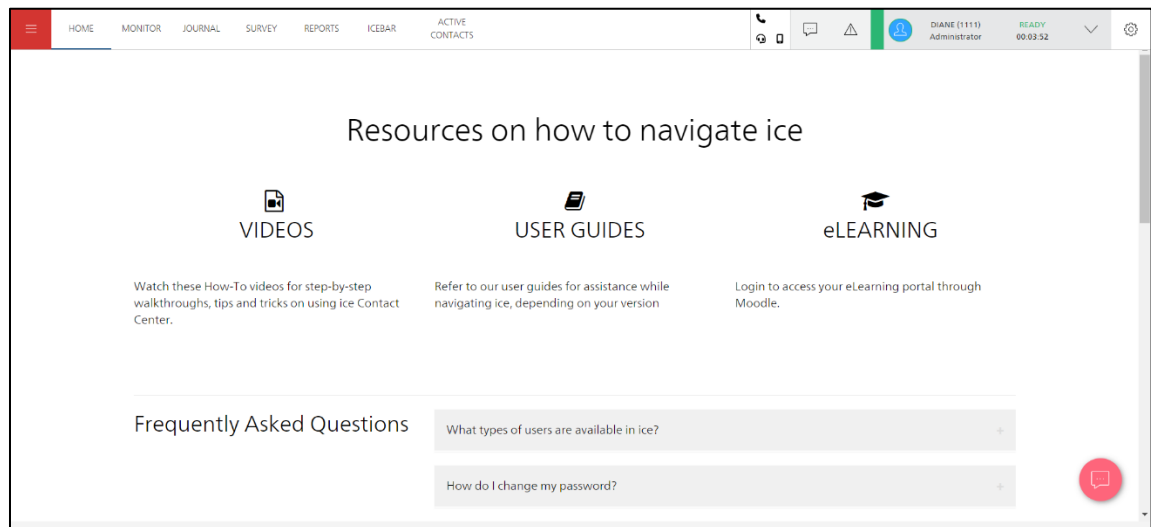 HOME
MONITOR
JOURNAL
SURVEY
REPORTS
ICEBAR
ACTIVE
CONTACTS
DIANE (1111)
Administrator
READY
00:03:52
Resources on how to navigate ice
VIDEOS
USER GUIDES
eLEARNING
Watch these How-To videos for step-by-step
walkthroughs, tips and tricks on using ice Contact
Center.
Refer to our user guides for assistance while
navigating ice, depending on your version
Login to access your eLearning portal through
Moodle.
Frequently Asked Questions
What types of users are available in ice?
How do I change my password?